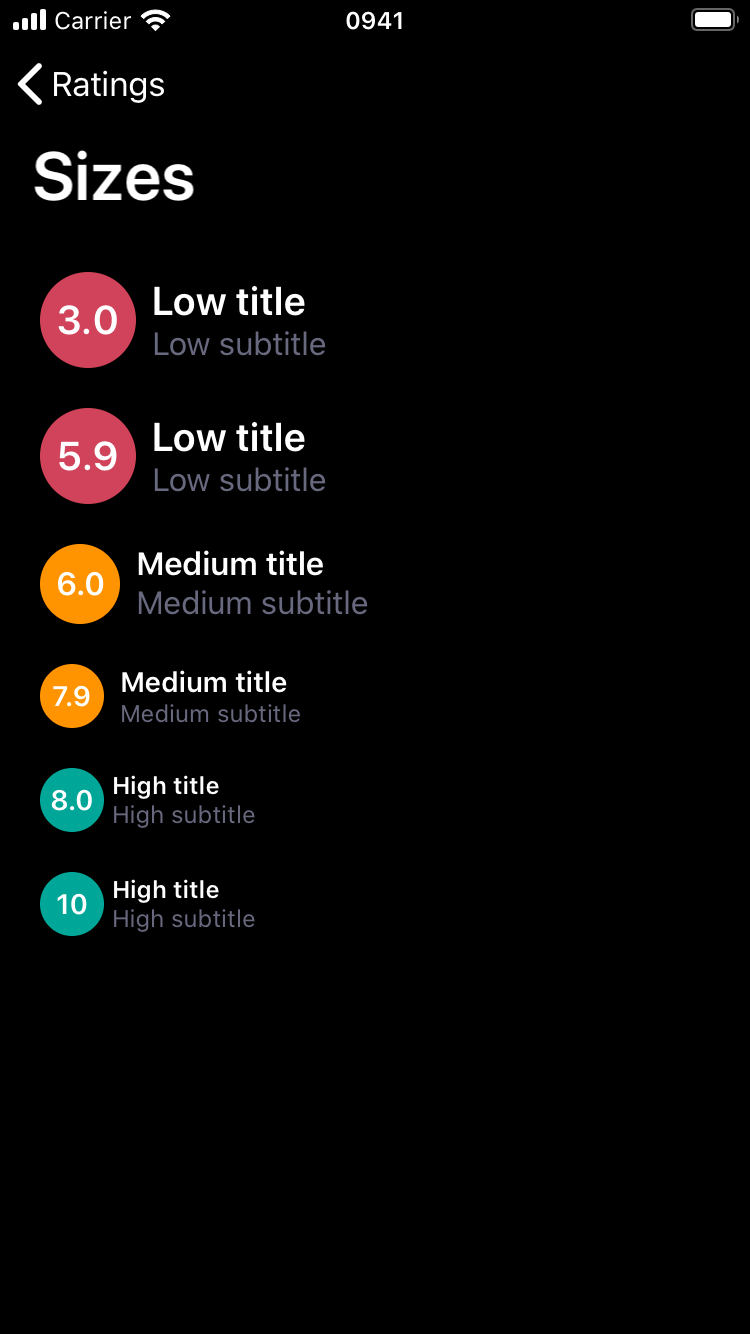 Carrier 0941
Ratings
Sizes
3.0 Low title
Low subtitle
5.9 Low title
Low subtitle
6.0 Medium title
Medium subtitle
7.9 Medium title
Medium subtitle
8.0 High title
High subtitle
10 High title
High subtitle